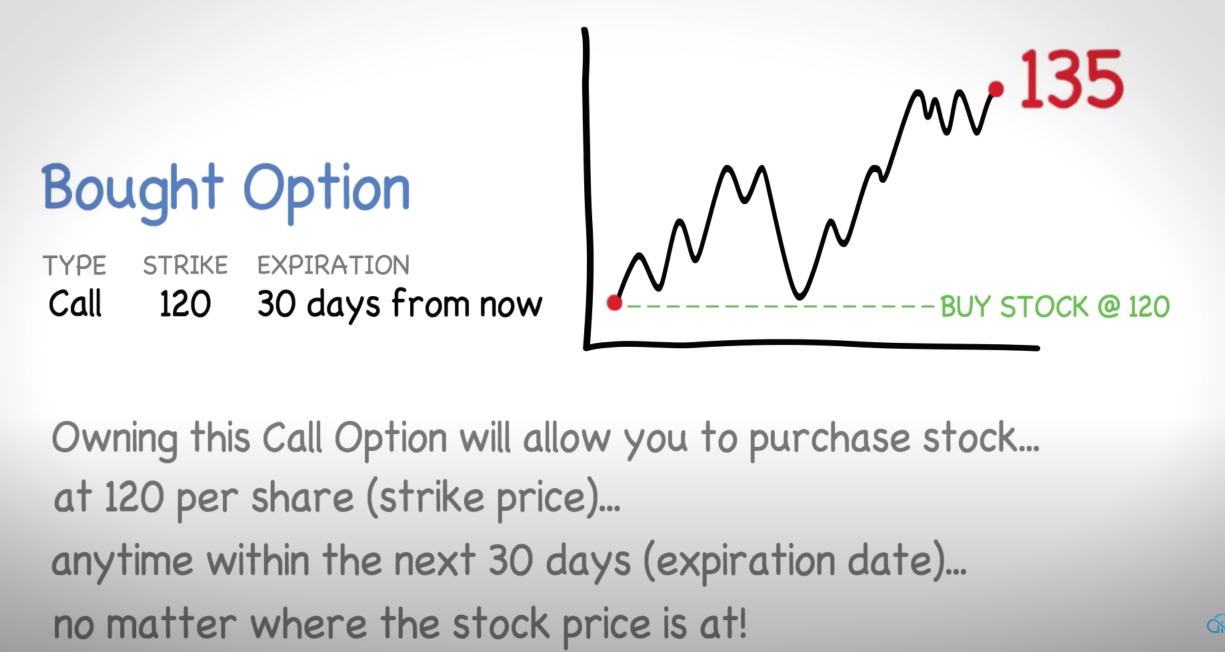 135
Bought Option
TYPE STRIKE EXPIRATION
Call 120 30 days from now
BUY STOCK @ 120
Owning this Call Option will allow you to purchase stock...
at 120 per share (strike price)...
anytime within the next 30 days (expiration date)...
no matter where the stock price is at!